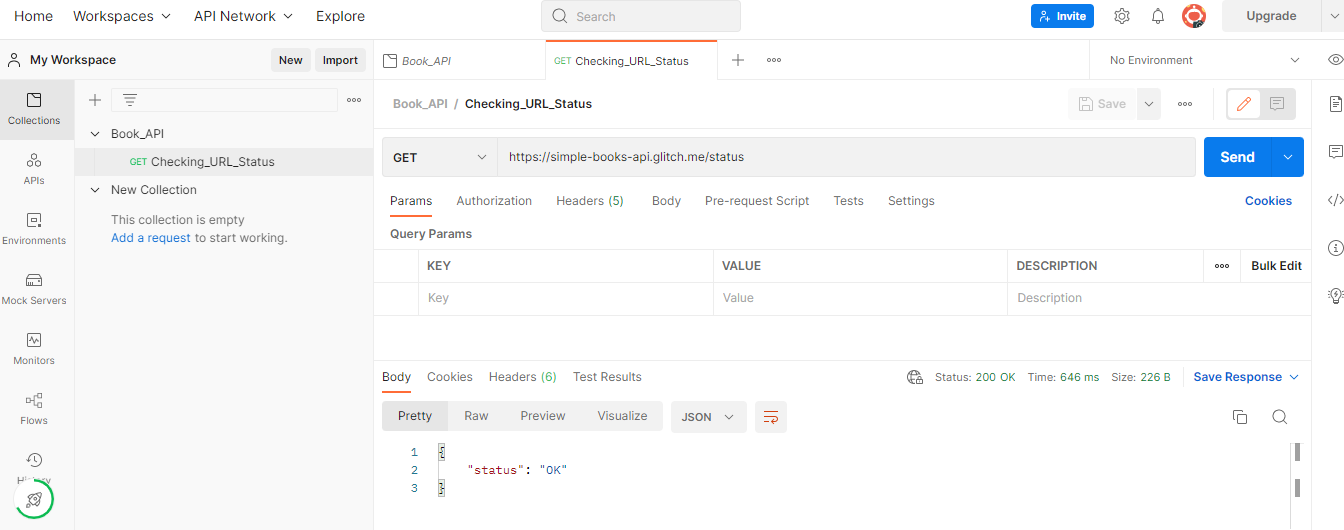 Home Workspaces API Network Explore Search Invite Upgrade
My Workspace New Import Book_API GET Checking_URL_Status No Environment
Collections
APIs
Environments
Mock Servers
Monitors
Flows
History
Book_API
GET Checking_URL_Status
New Collection
This collection is empty
Add a request to start working.
Book_API / Checking_URL_Status Save
GET https://simple-books-api.glitch.me/status Send
Params Authorization Headers (5) Body Pre-request Script Tests Settings Cookies
Query Params
KEY VALUE DESCRIPTION Bulk Edit
Key Value Description
Body Cookies Headers (6) Test Results Status: 200 OK Time: 646 ms Size: 226 B Save Response
Pretty Raw Preview Visualize JSON
1 {
2 "status": "OK"
3 }